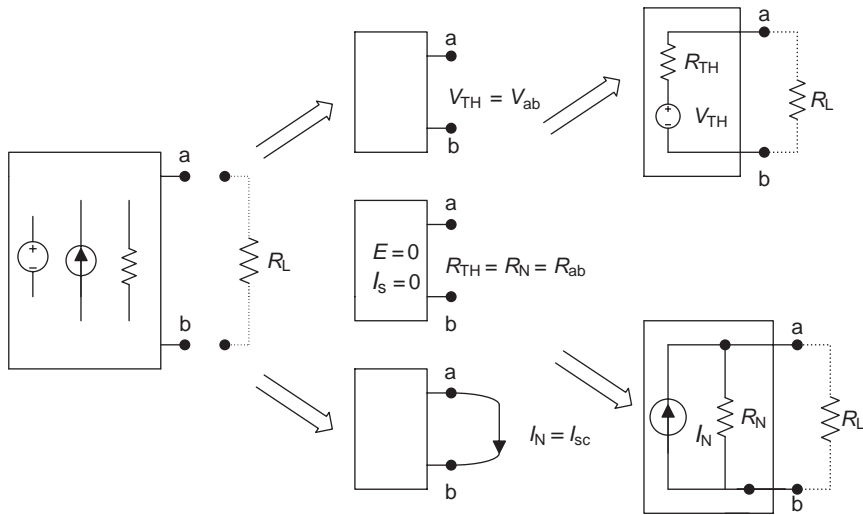 a
b
R_L
a
V_TH = V_ab
b
a
E = 0
I_s = 0
R_TH = R_N = R_ab
b
a
I_N = I_sc
b
a
R_TH
V_TH
R_L
b
a
I_N
R_N
R_L
b